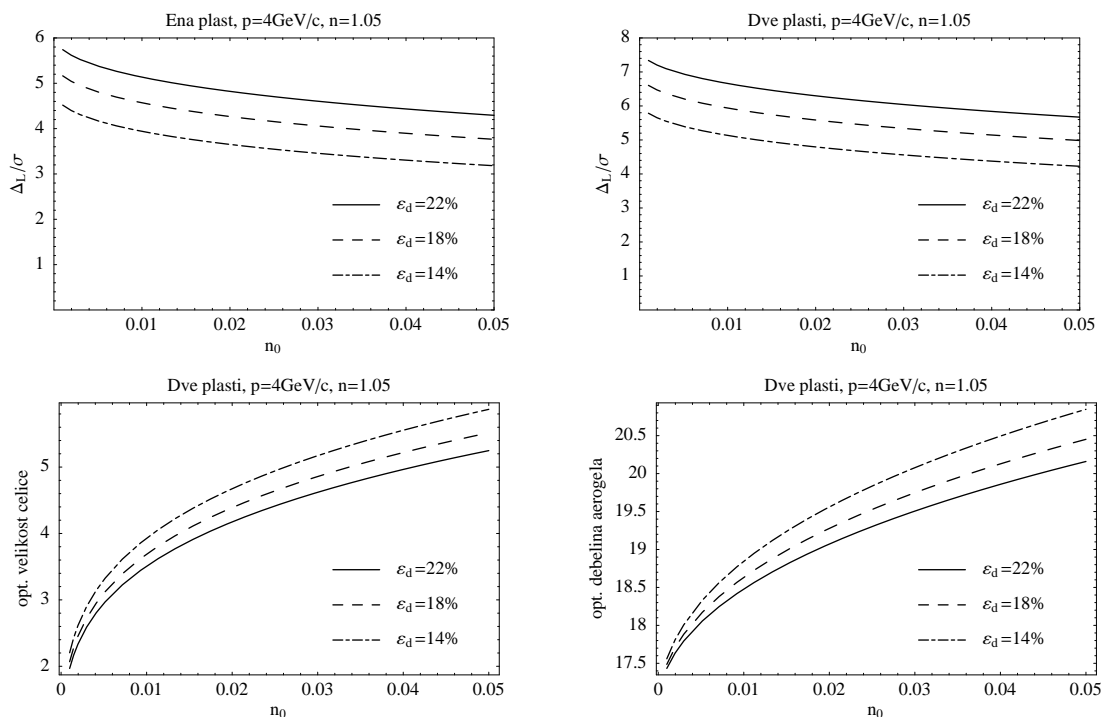 Ena plast, p=4GeV/c, n=1.05
6
5
4
3
2
1
Δ_L/σ
ε_d=22%
ε_d=18%
ε_d=14%
0.01 0.02 0.03 0.04 0.05
n_0
Dve plasti, p=4GeV/c, n=1.05
8
7
6
5
4
3
2
1
Δ_L/σ
ε_d=22%
ε_d=18%
ε_d=14%
0.01 0.02 0.03 0.04 0.05
n_0
Dve plasti, p=4GeV/c, n=1.05
5
4
3
2
opt. velikost celice
ε_d=22%
ε_d=18%
ε_d=14%
0 0.01 0.02 0.03 0.04 0.05
n_0
Dve plasti, p=4GeV/c, n=1.05
20.5
20
19.5
19
18.5
18
17.5
opt. debelina aerogela
ε_d=22%
ε_d=18%
ε_d=14%
0 0.01 0.02 0.03 0.04 0.05
n_0